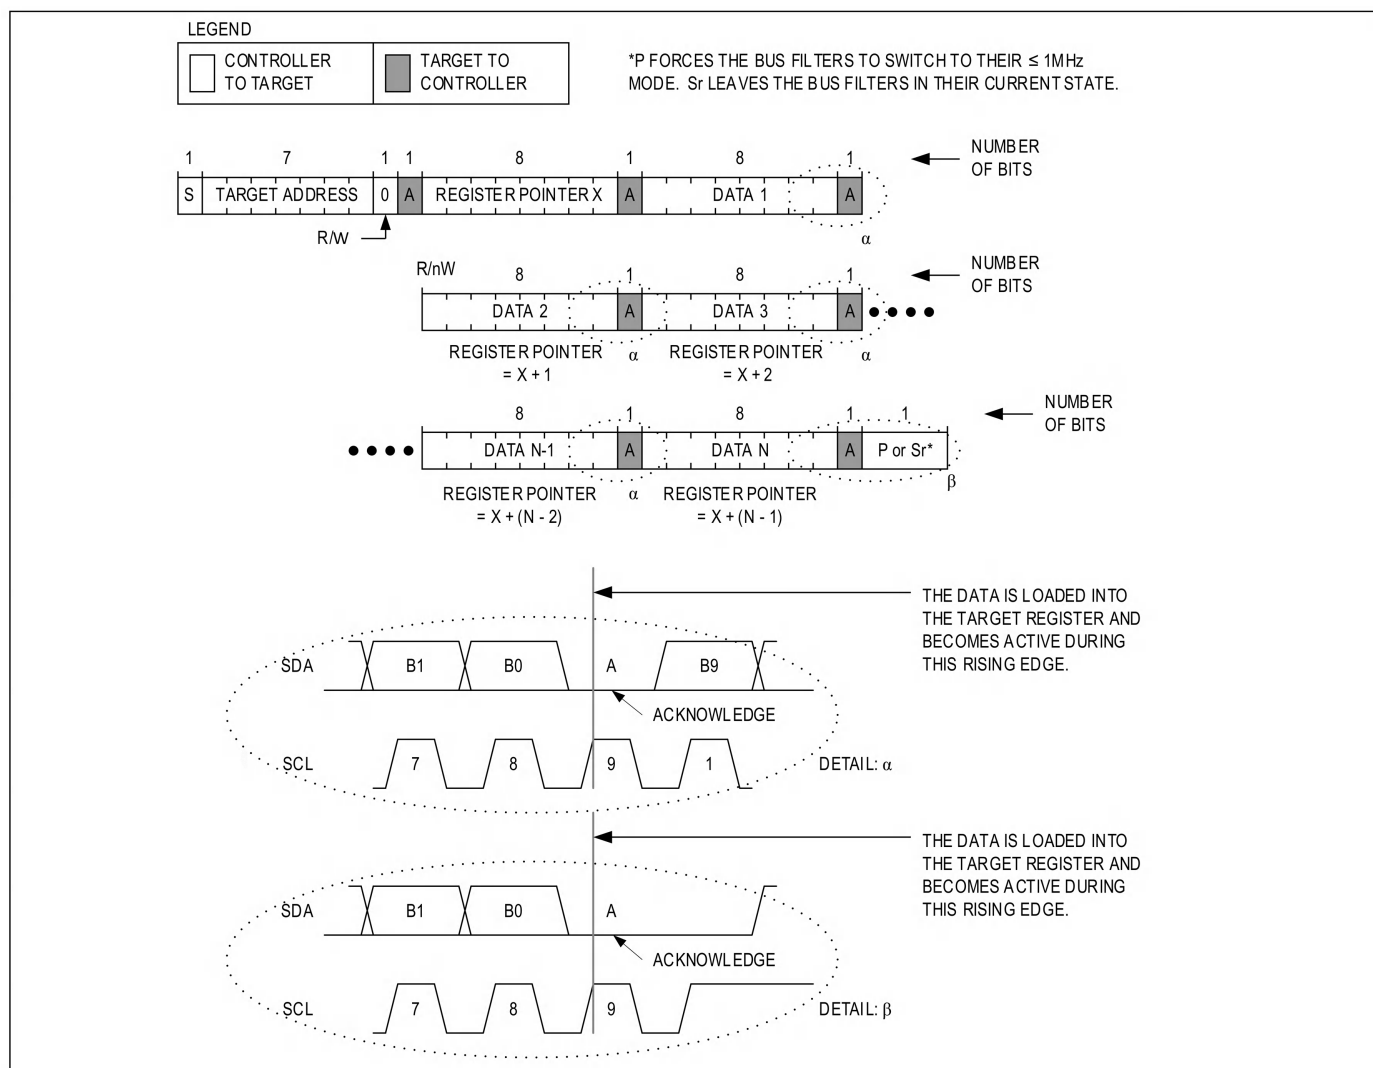 LEGEND
CONTROLLER
TO TARGET
TARGET TO
CONTROLLER
*P FORCES THE BUS FILTERS TO SWITCH TO THEIR ≤ 1MHz
MODE. Sr LEAVES THE BUS FILTERS IN THEIR CURRENT STATE.
1 7 1 1 8 1 8 1
NUMBER
OF BITS
S TARGET ADDRESS 0 A REGISTER POINTER X A DATA 1 A
R/W
α
R/nW 8 1 8 1
NUMBER
OF BITS
DATA 2 A DATA 3 A
REGISTER POINTER
= X + 1
α
REGISTER POINTER
= X + 2
α
8 1 8 1 1
NUMBER
OF BITS
DATA N-1 A DATA N A P or Sr*
REGISTER POINTER
= X + (N - 2)
α
REGISTER POINTER
= X + (N - 1)
β
THE DATA IS LOADED INTO
THE TARGET REGISTER AND
BECOMES ACTIVE DURING
THIS RISING EDGE.
SDA B1 B0 A B9
ACKNOWLEDGE
SCL 7 8 9 1
DETAIL: α
THE DATA IS LOADED INTO
THE TARGET REGISTER AND
BECOMES ACTIVE DURING
THIS RISING EDGE.
SDA B1 B0 A
ACKNOWLEDGE
SCL 7 8 9
DETAIL: β